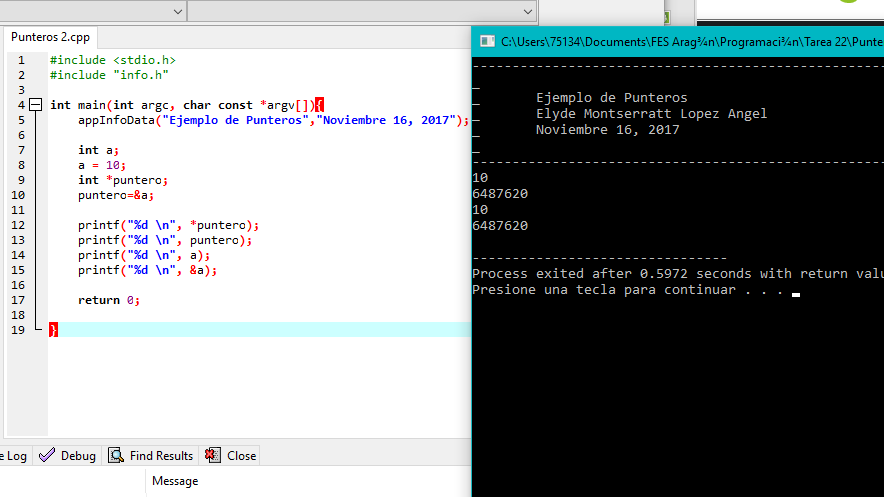 Punteros 2.cpp
1 #include <stdio.h>
2 #include "info.h"
3
4 int main(int argc, char const *argv[]){
5 appInfoData("Ejemplo de Punteros","Noviembre 16, 2017");
6
7 int a;
8 a = 10;
9 int *puntero;
10 puntero=&a;
11
12 printf("%d \n", *puntero);
13 printf("%d \n", puntero);
14 printf("%d \n", a);
15 printf("%d \n", &a);
16
17 return 0;
18
19 }
e Log Debug Find Results Close
Message
C:\Users\75134\Documents\FES Arag¾n\Programaci¾n\Tarea 22\Punte
Ejemplo de Punteros
Elyde Montserratt Lopez Angel
Noviembre 16, 2017
10
6487620
10
6487620
--------------------------------
Process exited after 0.5972 seconds with return valu
Presione una tecla para continuar . . .